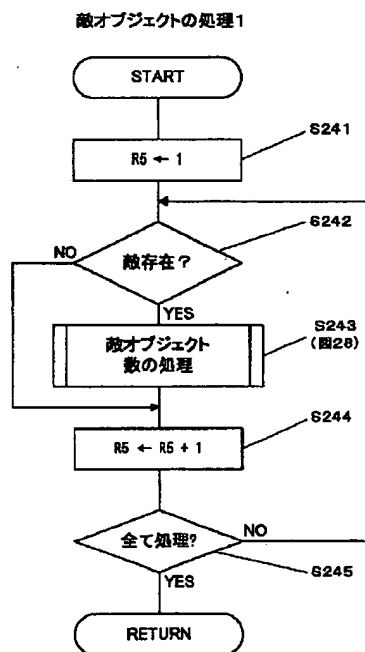 敵オブジェクトの処理1
START
S241
R5 ← 1
S242
NO
敵存在？
YES
S243
(図28)
敵オブジェクト
数の処理
S244
R5 ← R5 + 1
全て処理?
NO
S245
YES
RETURN